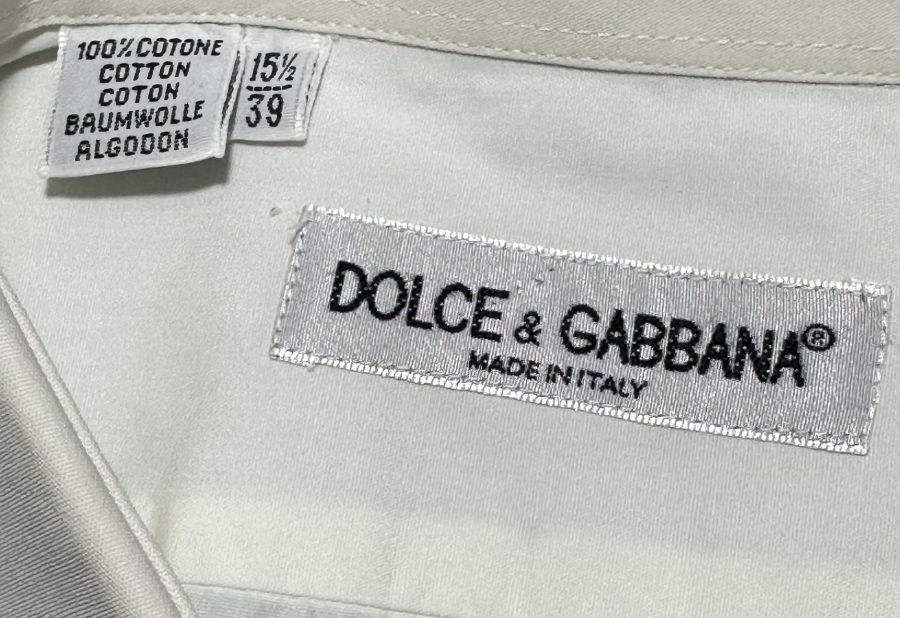 100% COTONE
COTTON
COTON
BAUMWOLLE
ALGODON
15½
39
DOLCE & GABBANA®
MADE IN ITALY